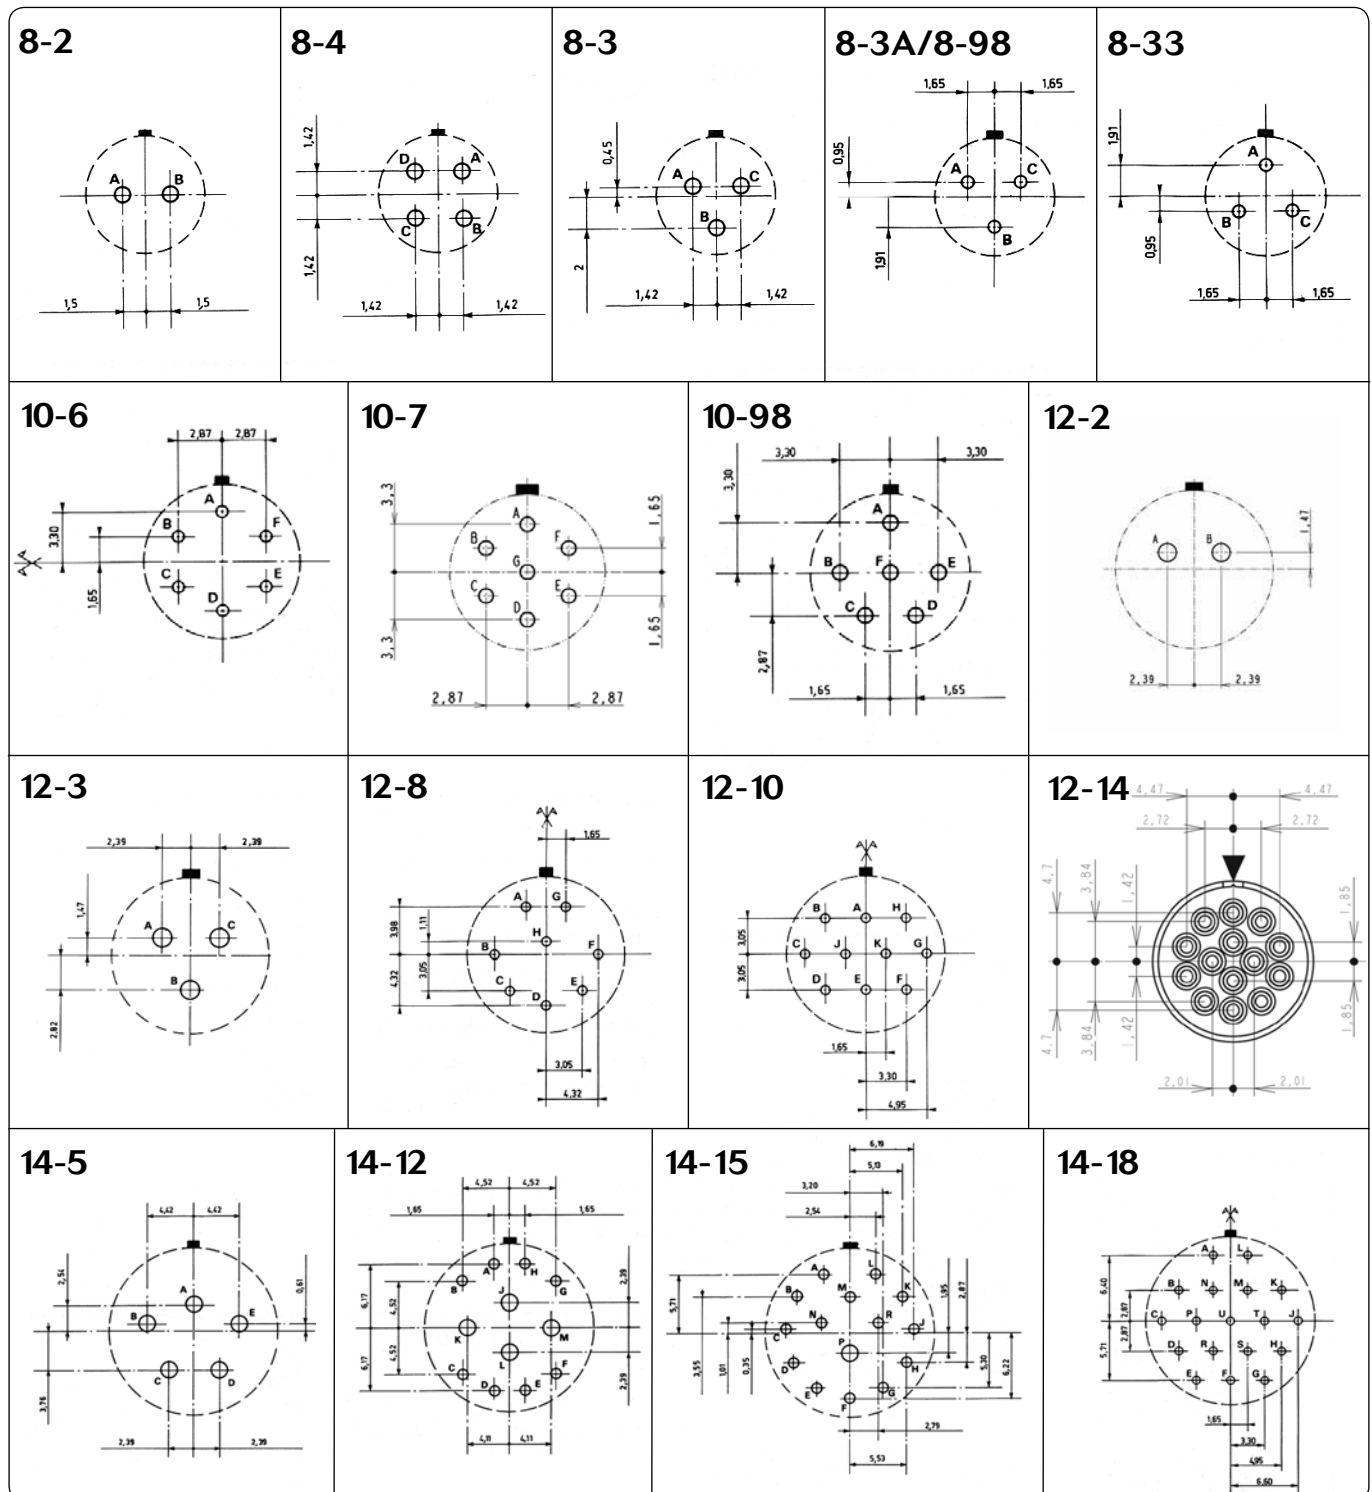 8-2
A
B
1,5
1,5
8-4
1,42
D
A
C
B
1,42
1,42
1,42
8-3
0,45
A
C
B
2
1,42
1,42
8-3A/8-98
1,65
1,65
0,95
A
C
B
1,91
8-33
1,91
A
B
C
0,95
1,65
1,65
10-6
2,87
2,87
A
B
F
3,30
A A
C
E
1,65
D
10-7
3,3
1,65
A
B
F
G
C
E
D
3,3
1,65
2,87
2,87
10-98
3,30
3,30
3,30
A
B
F
E
C
D
2,87
1,65
1,65
12-2
1,47
A
B
2,39
2,39
12-3
2,39
2,39
1,47
A
C
B
2,82
12-8
A A
1,65
A
G
3,98
1,11
H
B
F
4,32
3,05
C
E
D
3,05
4,32
12-10
A A
B
A
H
3,05
C
J
K
G
3,05
D
E
F
1,65
3,30
4,95
12-14
4,47
4,47
2,72
2,72
4,7
3,84
1,42
1,85
4,7
3,84
1,42
1,85
2,01
2,01
14-5
4,42
4,42
2,54
0,61
A
B
E
C
D
3,76
2,39
2,39
14-12
4,52
4,52
1,65
1,65
A
H
B
G
J
2,39
6,17
4,52
K
M
6,17
4,52
L
C
F
D
E
2,39
4,11
4,11
14-15
6,19
5,13
3,20
2,54
A
L
B
M
K
5,71
1,95
2,87
N
R
C
J
3,55
1,01
0,35
P
D
H
5,30
6,22
E
G
F
2,79
5,53
14-18
A A
A
L
6,40
B
N
M
K
2,87
C
P
U
T
J
2,87
5,71
D
R
S
H
E
F
G
1,65
3,30
4,95
6,60